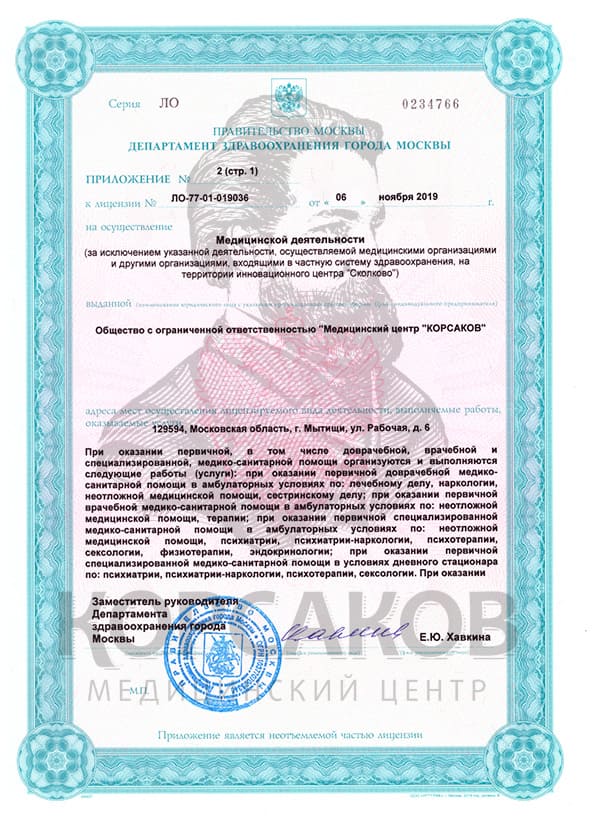 Серия ЛО 0234766
ПРАВИТЕЛЬСТВО МОСКВЫ
ДЕПАРТАМЕНТ ЗДРАВООХРАНЕНИЯ ГОРОДА МОСКВЫ
ПРИЛОЖЕНИЕ № 2 (стр. 1)
к лицензии № ЛО-77-01-019036 от « 06 » ноября 2019 г.
на осуществление
Медицинской деятельности
(за исключением указанной деятельности, осуществляемой медицинскими организациями
и другими организациями, входящими в частную систему здравоохранения, на
территории инновационного центра "Сколково")
выданной
Общество с ограниченной ответственностью "Медицинский центр "КОРСАКОВ"
адреса мест осуществления лицензируемого вида деятельности, выполняемые работы,
оказываемые услуги
129594, Московская область, г. Мытищи, ул. Рабочая, д. 6
При оказании первичной, в том числе доврачебной, врачебной и
специализированной, медико-санитарной помощи организуются и выполняются
следующие работы (услуги): при оказании первичной доврачебной медико-
санитарной помощи в амбулаторных условиях по: лечебному делу, наркологии,
неотложной медицинской помощи, сестринскому делу; при оказании первичной
врачебной медико-санитарной помощи в амбулаторных условиях по: неотложной
медицинской помощи, терапии; при оказании первичной специализированной
медико-санитарной помощи в амбулаторных условиях по: неотложной
медицинской помощи, психиатрии, психиатрии-наркологии, психотерапии,
сексологии, физиотерапии, эндокринологии; при оказании первичной
специализированной медико-санитарной помощи в условиях дневного стационара
по: психиатрии, психиатрии-наркологии, психотерапии, сексологии. При оказании
Заместитель руководителя
Департамента
здравоохранения города
Москвы Е.Ю. Хавкина
КОРСАКОВ
МЕДИЦИНСКИЙ ЦЕНТР
М.П.
Приложение является неотъемлемой частью лицензии